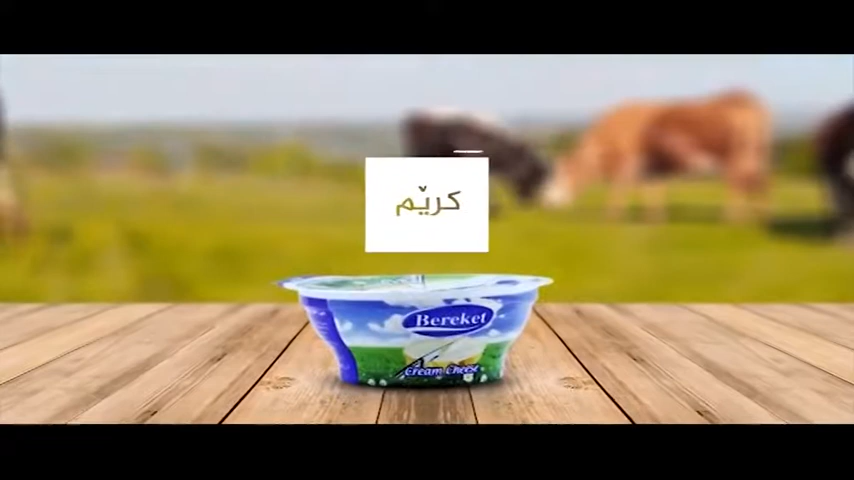 کرێم
Bereket
Cream Cheese